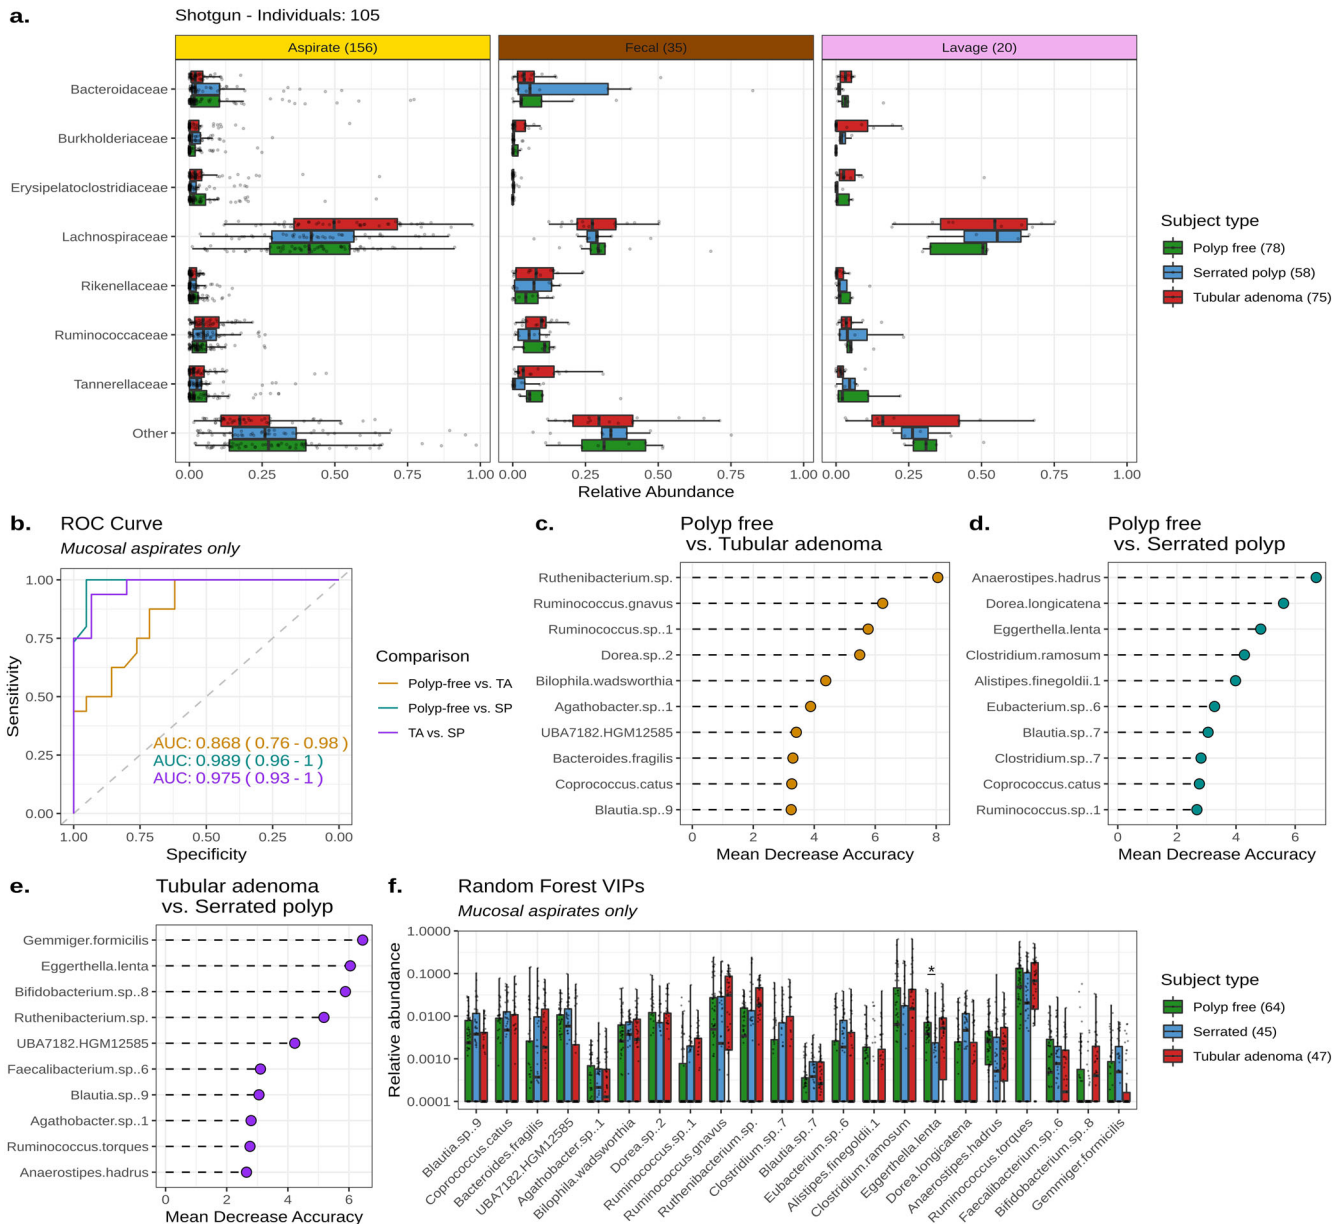 a.
Shotgun - Individuals: 105
Aspirate (156)
Fecal (35)
Lavage (20)
Bacteroidaceae
Burkholderiaceae
Erysipelatoclostridiaceae
Lachnospiraceae
Rikenellaceae
Ruminococcaceae
Tannerellaceae
Other
0.00 0.25 0.50 0.75 1.00
0.00 0.25 0.50 0.75 1.00
0.00 0.25 0.50 0.75 1.00
Relative Abundance
Subject type
Polyp free (78)
Serrated polyp (58)
Tubular adenoma (75)
b.
ROC Curve
Mucosal aspirates only
Sensitivity
1.00
0.75
0.50
0.25
0.00
AUC: 0.868 ( 0.76 - 0.98 )
AUC: 0.989 ( 0.96 - 1 )
AUC: 0.975 ( 0.93 - 1 )
1.00 0.75 0.50 0.25 0.00
Specificity
Comparison
Polyp-free vs. TA
Polyp-free vs. SP
TA vs. SP
c.
Polyp free
vs. Tubular adenoma
Ruthenibacterium.sp.
Ruminococcus.gnavus
Ruminococcus.sp..1
Dorea.sp..2
Bilophila.wadsworthia
Agathobacter.sp..1
UBA7182.HGM12585
Bacteroides.fragilis
Coprococcus.catus
Blautia.sp..9
0 2 4 6 8
Mean Decrease Accuracy
d.
Polyp free
vs. Serrated polyp
Anaerostipes.hadrus
Dorea.longicatena
Eggerthella.lenta
Clostridium.ramosum
Alistipes.finegoldii.1
Eubacterium.sp..6
Blautia.sp..7
Clostridium.sp..7
Coprococcus.catus
Ruminococcus.sp..1
0 2 4 6
Mean Decrease Accuracy
e.
Tubular adenoma
vs. Serrated polyp
Gemmiger.formicilis
Eggerthella.lenta
Bifidobacterium.sp..8
Ruthenibacterium.sp.
UBA7182.HGM12585
Faecalibacterium.sp..6
Blautia.sp..9
Agathobacter.sp..1
Ruminococcus.torques
Anaerostipes.hadrus
0 2 4 6
Mean Decrease Accuracy
f.
Random Forest VIPs
Mucosal aspirates only
Relative abundance
1.0000
0.1000
0.0100
0.0010
0.0001
*
Blautia.sp..9
Coprococcus.catus
Bacteroides.fragilis
UBA7182.HGM12585
Agathobacter.sp..1
Bilophila.wadsworthia
Dorea.sp..2
Ruminococcus.sp..1
Ruminococcus.gnavus
Ruthenibacterium.sp.
Clostridium.sp..7
Blautia.sp..7
Eubacterium.sp..6
Alistipes.finegoldii.1
Clostridium.ramosum
Eggerthella.lenta
Dorea.longicatena
Anaerostipes.hadrus
Ruminococcus.torques
Faecalibacterium.sp..6
Bifidobacterium.sp..8
Gemmiger.formicilis
Subject type
Polyp free (64)
Serrated (45)
Tubular adenoma (47)